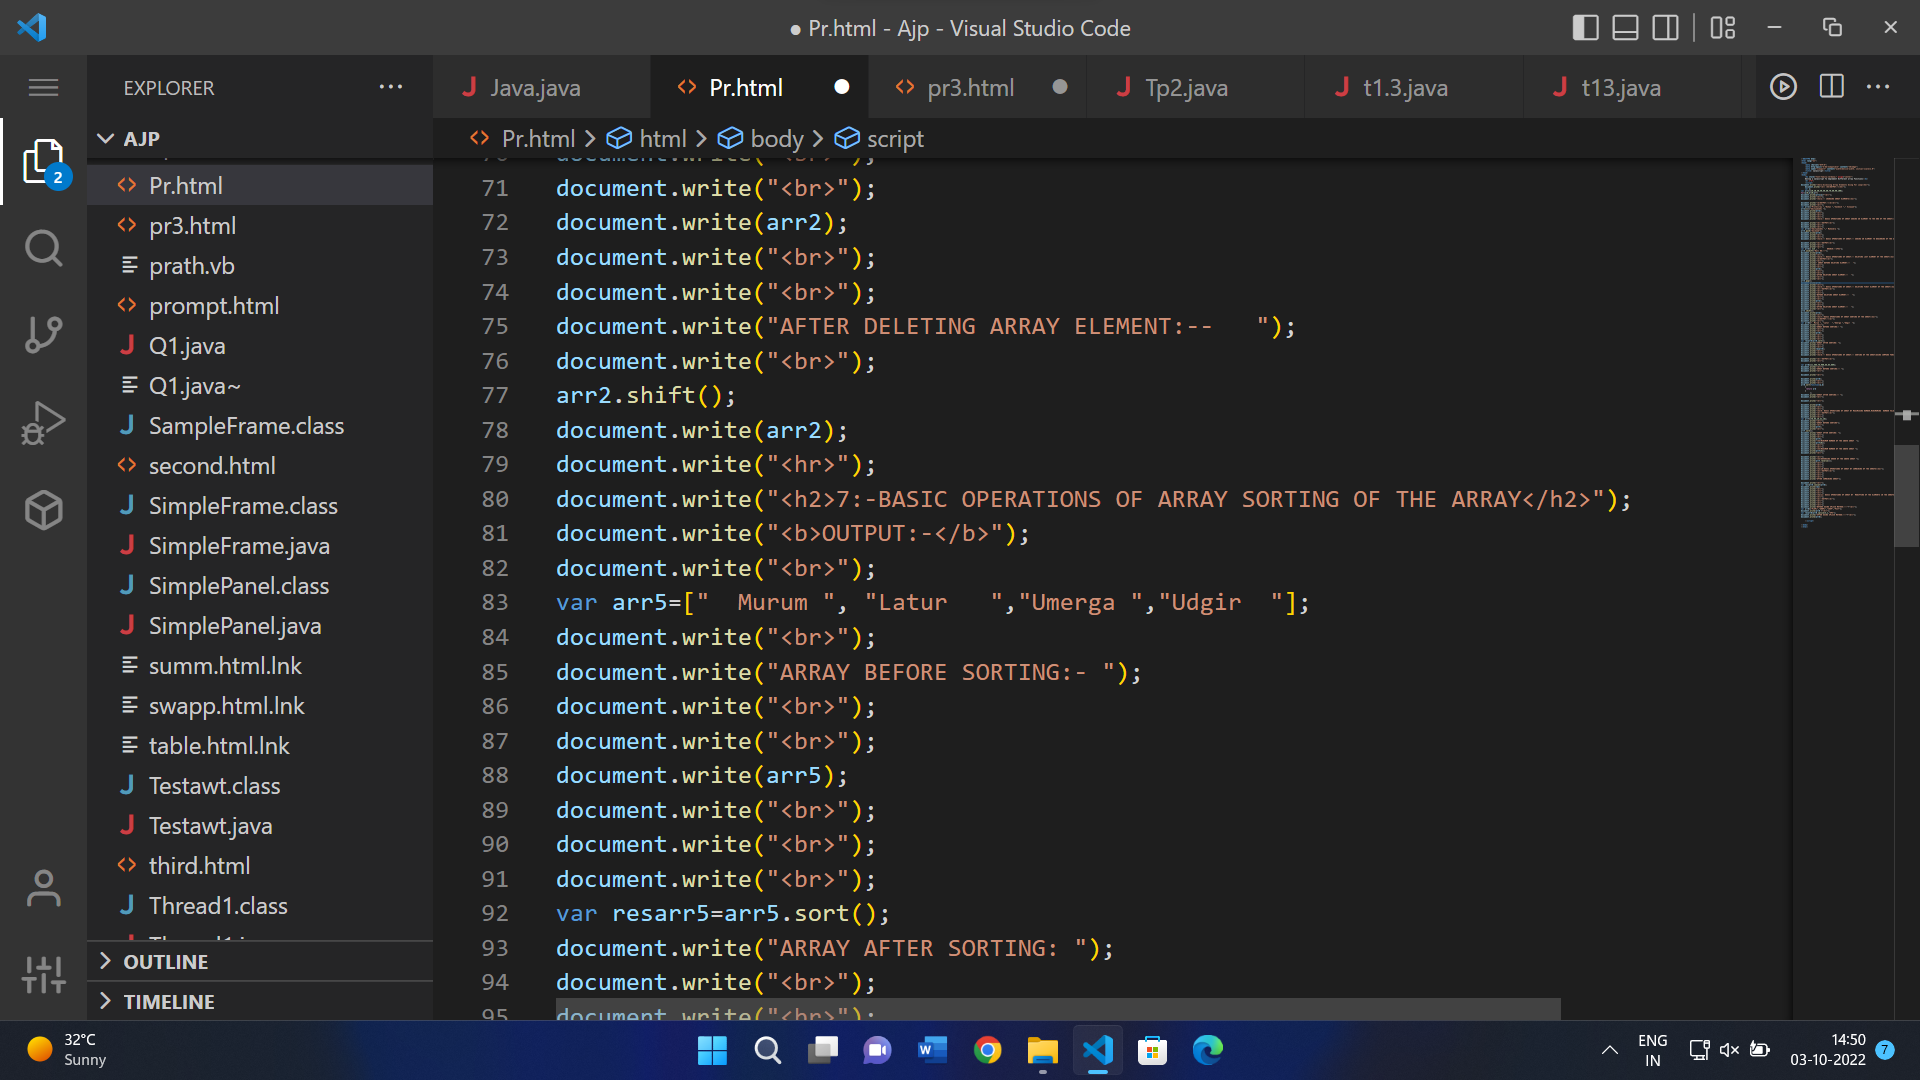 ● Pr.html - Ajp - Visual Studio Code
EXPLORER
Java.java
Pr.html
pr3.html
Tp2.java
t1.3.java
t13.java
AJP
Pr.html > html > body > script
2
Pr.html
pr3.html
prath.vb
prompt.html
Q1.java
Q1.java~
SampleFrame.class
second.html
SimpleFrame.class
SimpleFrame.java
SimplePanel.class
SimplePanel.java
summ.html.lnk
swapp.html.lnk
table.html.lnk
Testawt.class
Testawt.java
third.html
Thread1.class
OUTLINE
TIMELINE
70 document.write("<br>");
71 document.write("<br>");
72 document.write(arr2);
73 document.write("<br>");
74 document.write("<br>");
75 document.write("AFTER DELETING ARRAY ELEMENT:--   ");
76 document.write("<br>");
77 arr2.shift();
78 document.write(arr2);
79 document.write("<hr>");
80 document.write("<h2>7:-BASIC OPERATIONS OF ARRAY SORTING OF THE ARRAY</h2>");
81 document.write("<b>OUTPUT:-</b>");
82 document.write("<br>");
83 var arr5=["  Murum ", "Latur   ","Umerga ","Udgir  "];
84 document.write("<br>");
85 document.write("ARRAY BEFORE SORTING:- ");
86 document.write("<br>");
87 document.write("<br>");
88 document.write(arr5);
89 document.write("<br>");
90 document.write("<br>");
91 document.write("<br>");
92 var resarr5=arr5.sort();
93 document.write("ARRAY AFTER SORTING: ");
94 document.write("<br>");
95 document.write("<br>");
32°C
Sunny
ENG
IN
14:50
03-10-2022
7